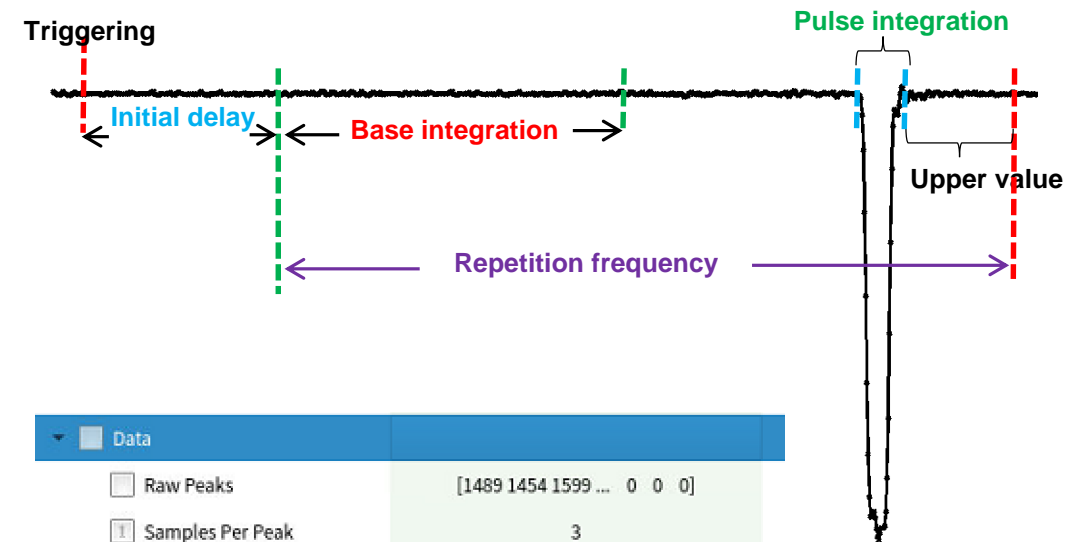 Pulse integration
Triggering
Initial delay
Base integration
Upper value
Repetition frequency
Data
Raw Peaks [1489 1454 1599 ... 0 0 0]
1 Samples Per Peak 3